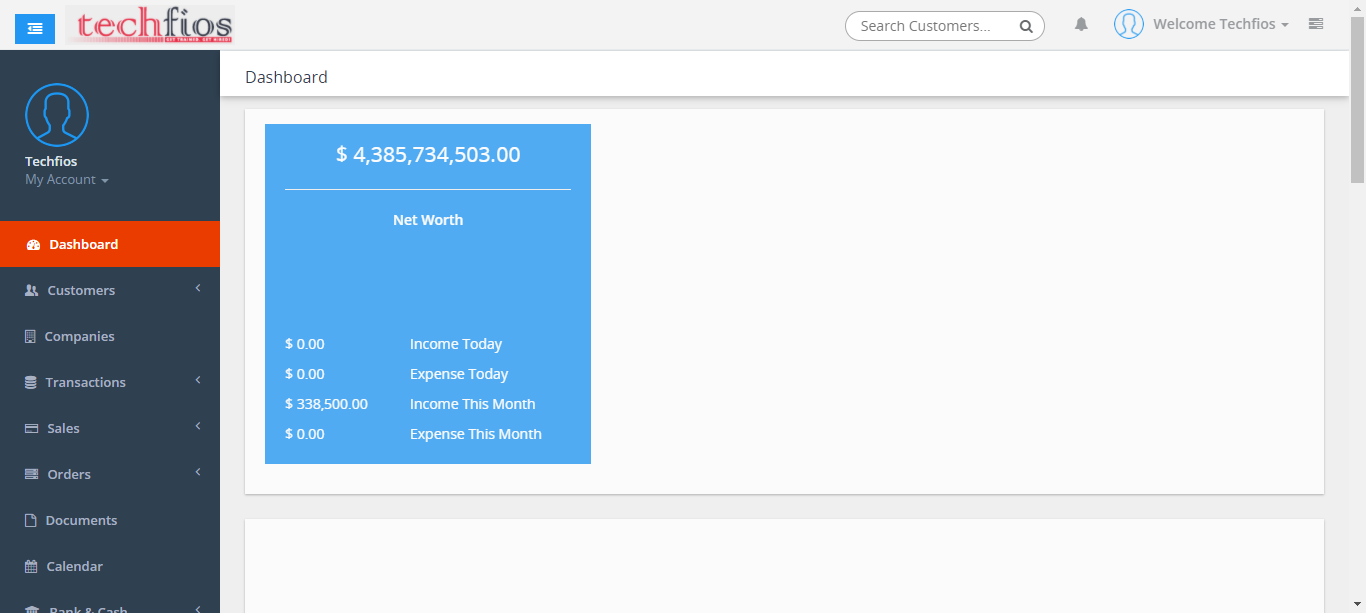 techfios
GET TRAINED. GET HIRED!
Search Customers...
Welcome Techfios
Techfios
My Account
Dashboard
Customers
Companies
Transactions
Sales
Orders
Documents
Calendar
Bank & Cash
Dashboard
$ 4,385,734,503.00
Net Worth
$ 0.00 Income Today
$ 0.00 Expense Today
$ 338,500.00 Income This Month
$ 0.00 Expense This Month